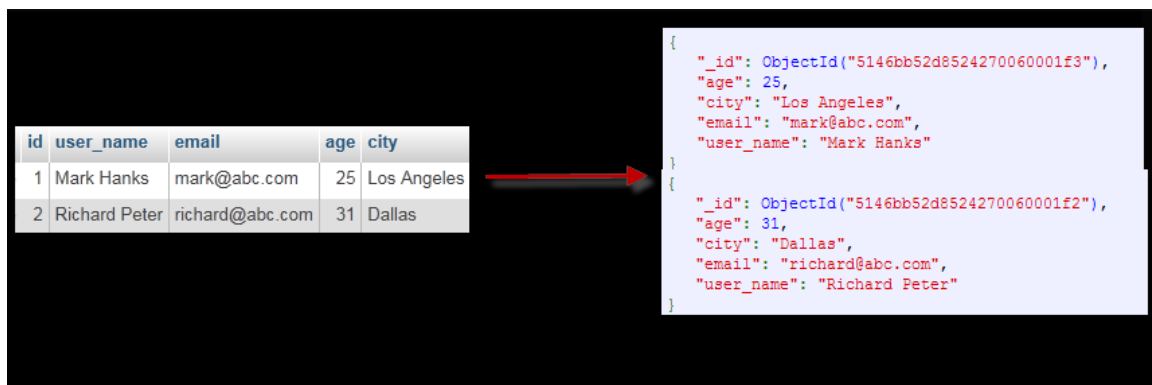 id user_name email age city
1 Mark Hanks mark@abc.com 25 Los Angeles
2 Richard Peter richard@abc.com 31 Dallas
{
"_id": ObjectId("5146bb52d8524270060001f3"),
"age": 25,
"city": "Los Angeles",
"email": "mark@abc.com",
"user_name": "Mark Hanks"
}
{
"_id": ObjectId("5146bb52d8524270060001f2"),
"age": 31,
"city": "Dallas",
"email": "richard@abc.com",
"user_name": "Richard Peter"
}